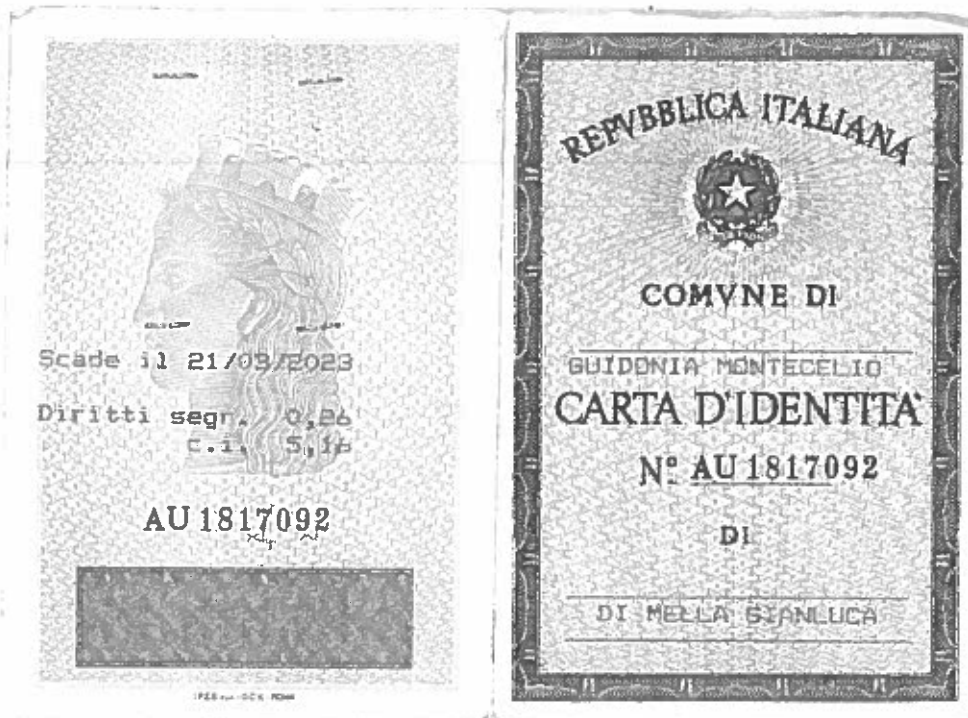 Scade il 21/03/2023
Diritti segr. 0,26
c.i. 5,16
AU 1817092
REPVBBLICA ITALIANA
COMVNE DI
GUIDONIA MONTECELIO
CARTA D'IDENTITA'
Nº AU 1817092
DI
DI MELLA GIANLUCA